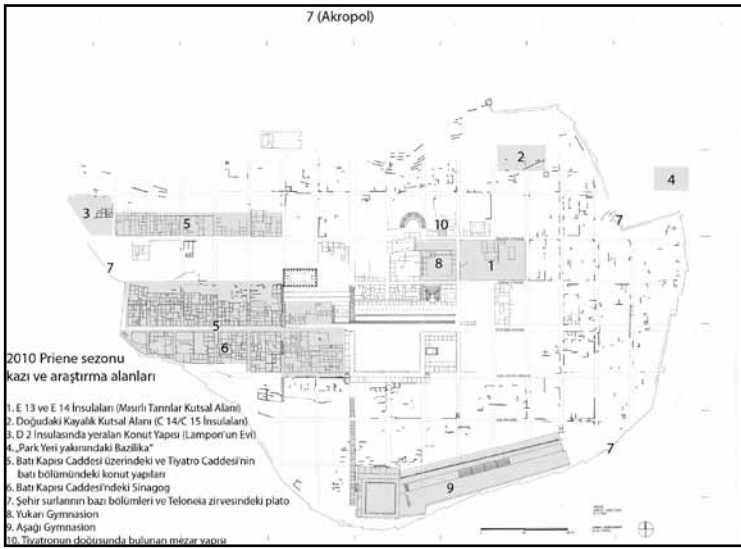 7 (Akropol)
2
4
3
5
10
7
8
1
7
5
6
2010 Priene sezonu
kazı ve araştırma alanları
1. E 13 ve E 14 İnsulaları (Mısırlı Tanrılar Kutsal Alanı)
2. Doğudaki Kayalık Kutsal Alanı (C 14/C 15 İnsulaları)
3. D 2 İnsulasında yeralan Konut Yapısı (Lampon'un Evi)
4. „Park Yeri yakınındaki Bazilika"
5. Batı Kapısı Caddesi üzerindeki ve Tiyatro Caddesi'nin
batı bölümündeki konut yapıları
6. Batı Kapısı Caddesi'ndeki Sinagog
7. Şehir surlarının bazı bölümleri ve Teloneia zirvesindeki plato
8. Yukarı Gymnasion
9. Aşağı Gymnasion
10. Tiyatronun doğusunda bulunan mezar yapısı
7
9